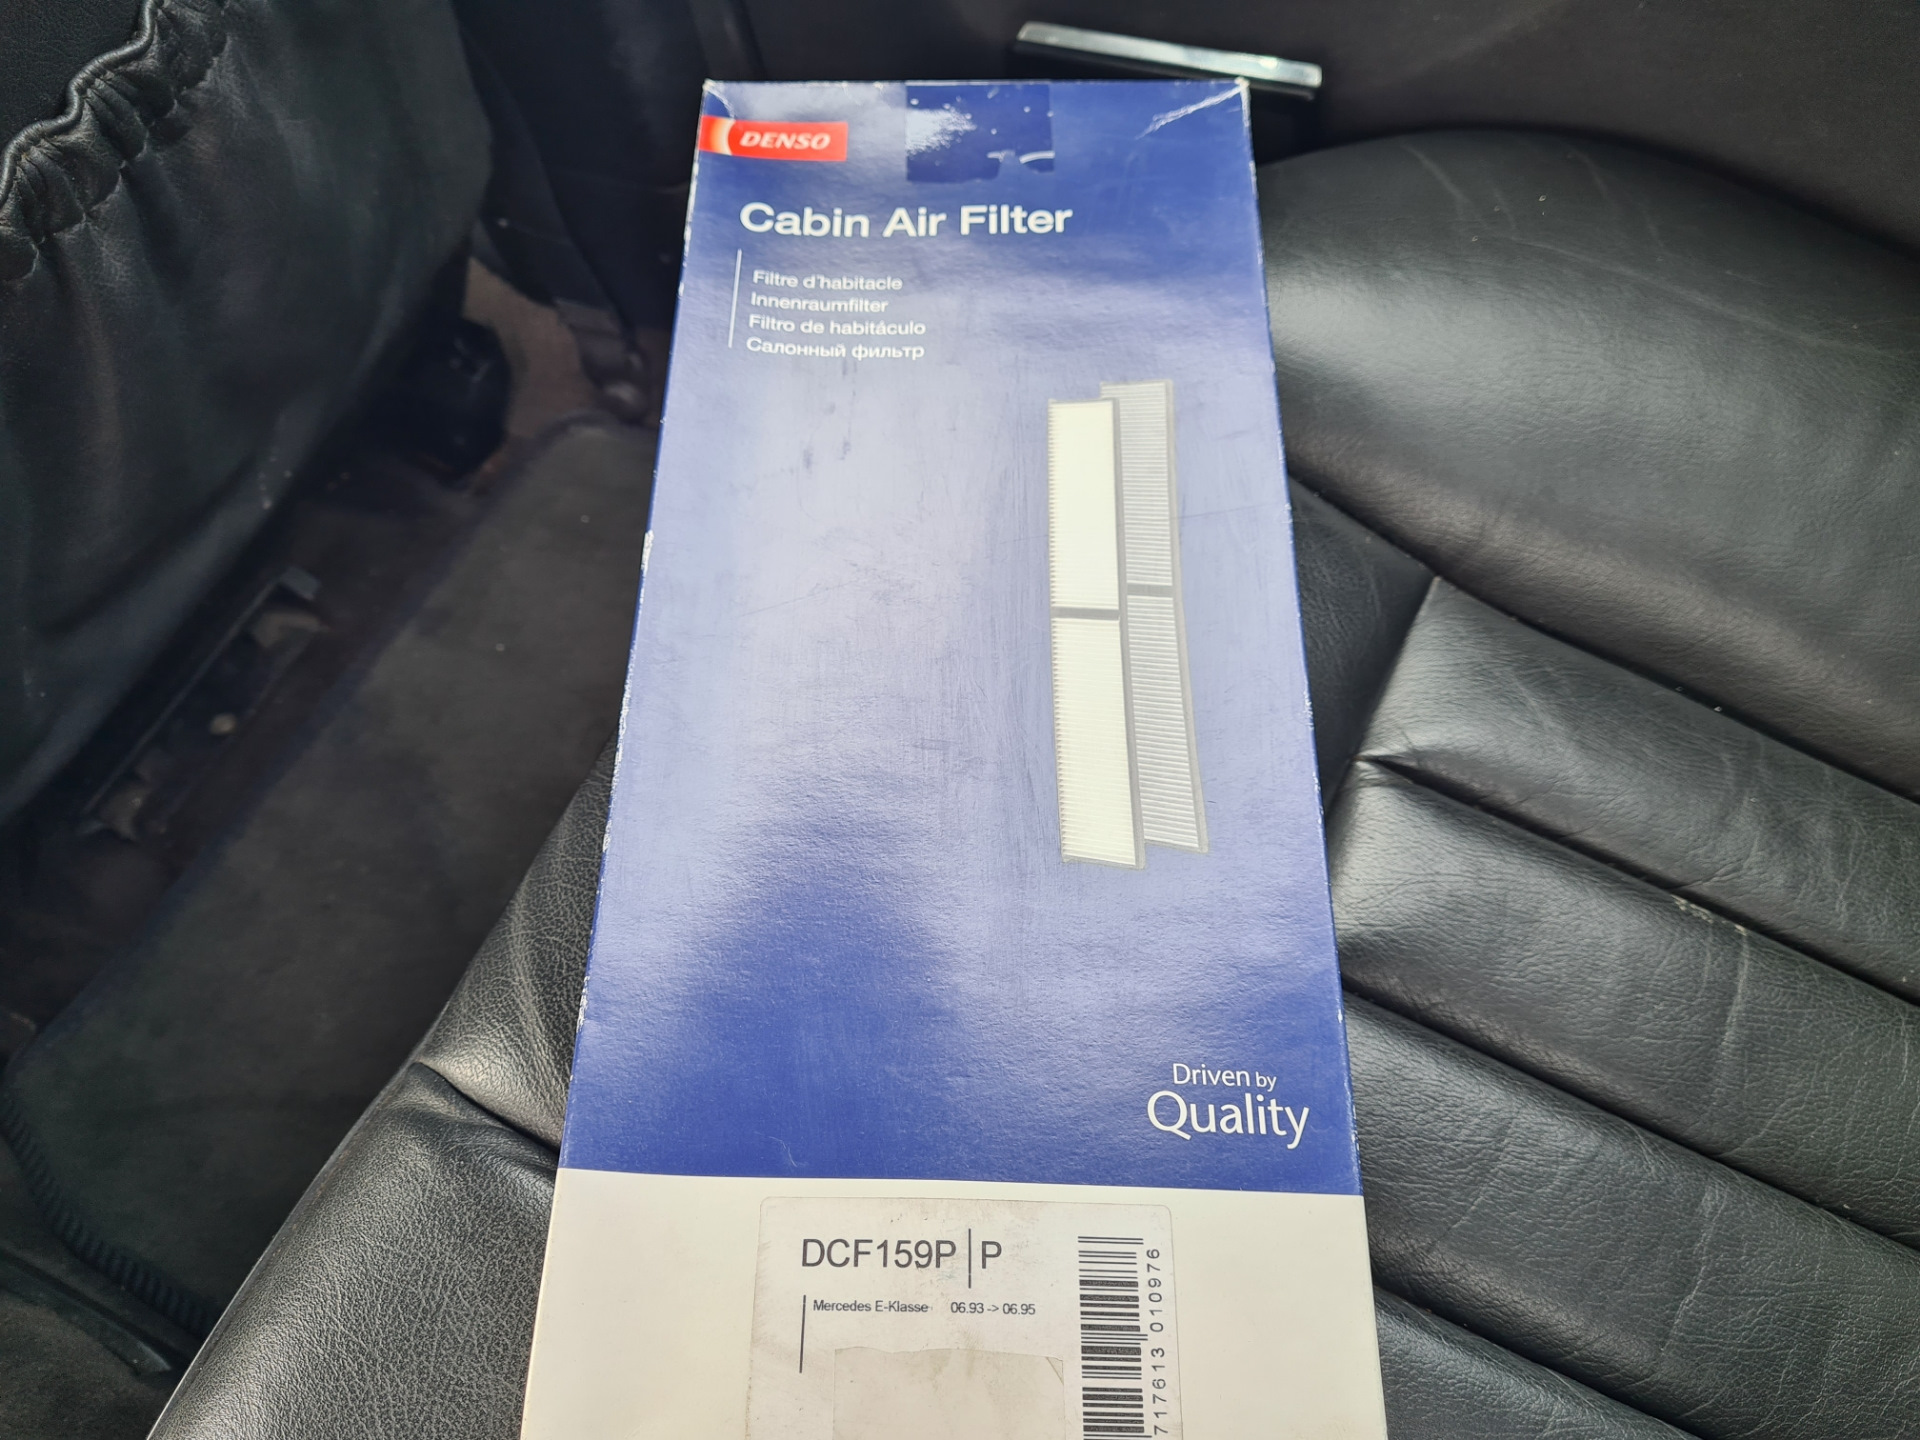 DENSO
Cabin Air Filter
Filtre d'habitacle
Innenraumfilter
Filtro de habitáculo
Салонный фильтр
Driven by
Quality
DCF159P | P
Mercedes E-Klasse 06.93 -> 06.95
717613 010976